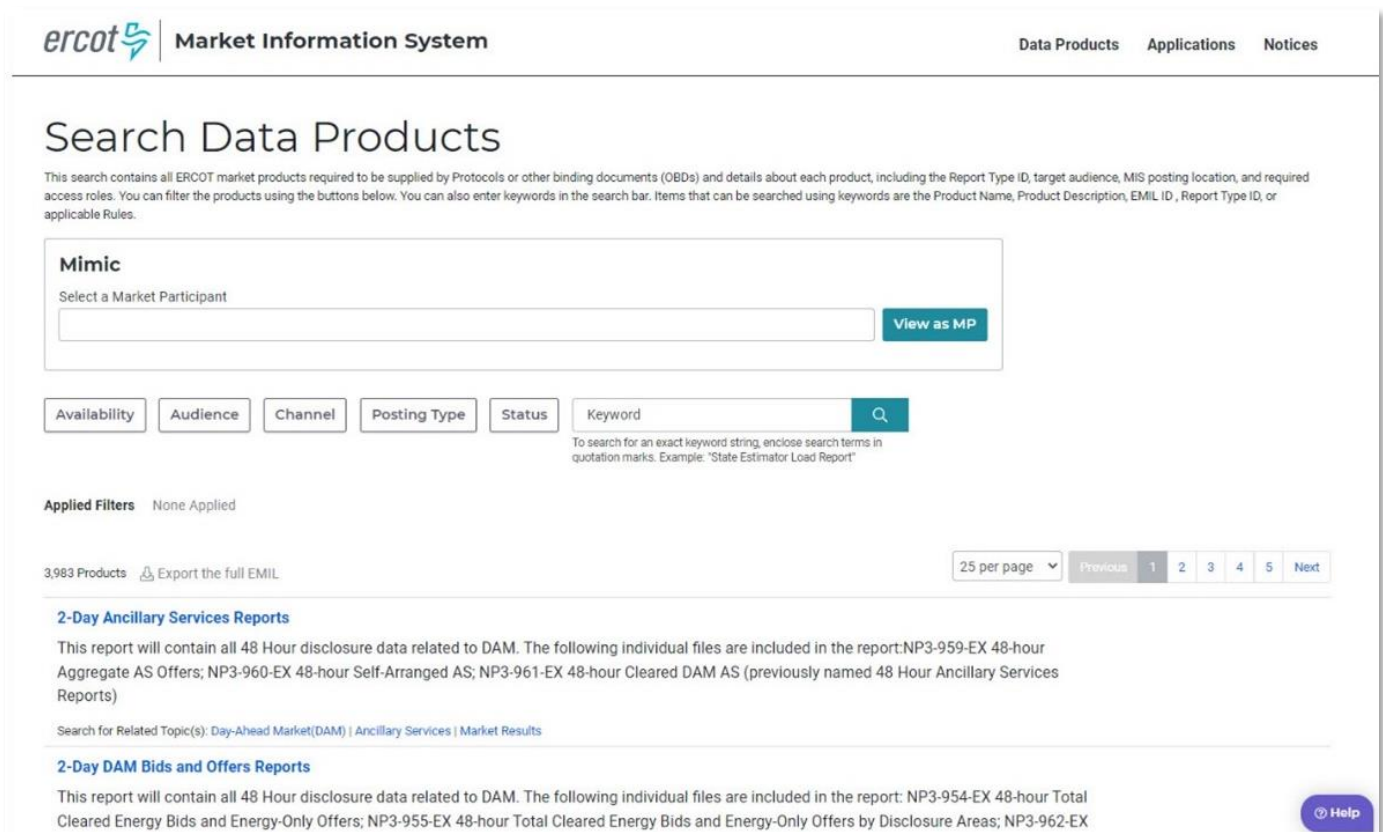 ercot
Market Information System
Data Products Applications Notices
Search Data Products
This search contains all ERCOT market products required to be supplied by Protocols or other binding documents (OBDs) and details about each product, including the Report Type ID, target audience, MIS posting location, and required
access roles. You can filter the products using the buttons below. You can also enter keywords in the search bar. Items that can be searched using keywords are the Product Name, Product Description, EMIL ID , Report Type ID, or
applicable Rules.
Mimic
Select a Market Participant
View as MP
Availability Audience Channel Posting Type Status Keyword
To search for an exact keyword string, enclose search terms in
quotation marks. Example: "State Estimator Load Report"
Applied Filters None Applied
3,983 Products Export the full EMIL 25 per page Previous 1 2 3 4 5 Next
2-Day Ancillary Services Reports
This report will contain all 48 Hour disclosure data related to DAM. The following individual files are included in the report:NP3-959-EX 48-hour
Aggregate AS Offers; NP3-960-EX 48-hour Self-Arranged AS; NP3-961-EX 48-hour Cleared DAM AS (previously named 48 Hour Ancillary Services
Reports)
Search for Related Topic(s): Day-Ahead Market(DAM) | Ancillary Services | Market Results
2-Day DAM Bids and Offers Reports
This report will contain all 48 Hour disclosure data related to DAM. The following individual files are included in the report: NP3-954-EX 48-hour Total
Cleared Energy Bids and Energy-Only Offers; NP3-955-EX 48-hour Total Cleared Energy Bids and Energy-Only Offers by Disclosure Areas; NP3-962-EX
Help